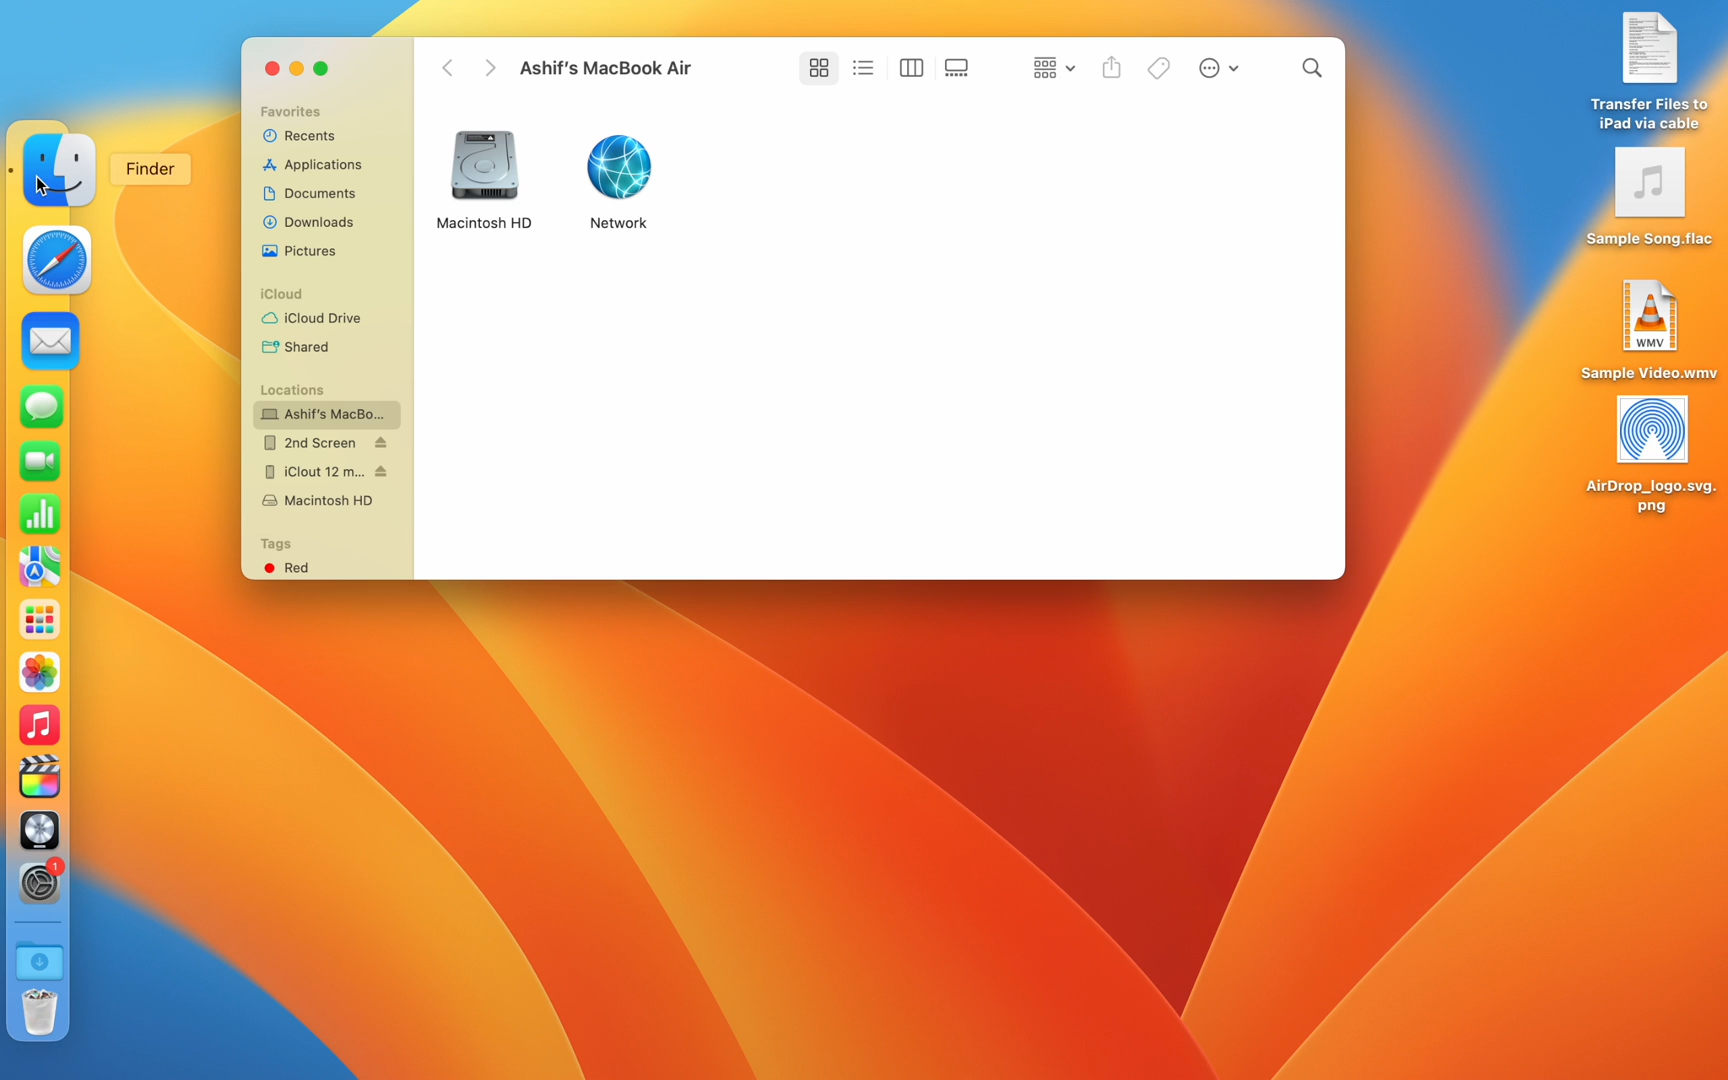 Ashif's MacBook Air
Favorites
Recents
Applications
Documents
Downloads
Pictures
iCloud
iCloud Drive
Shared
Locations
Ashif's MacBo...
2nd Screen
iClout 12 m...
Macintosh HD
Tags
Red
Macintosh HD
Network
Finder
1
Transfer Files to
iPad via cable
Sample Song.flac
WMV
Sample Video.wmv
AirDrop_logo.svg.
png